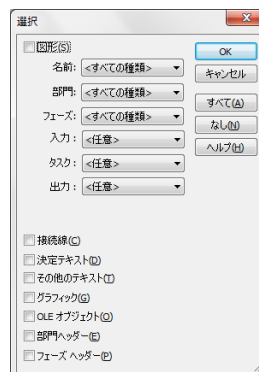 選択
図形(S)
名前: <すべての種類>
部門: <すべての種類>
フェーズ: <すべての種類>
入力: <任意>
タスク: <任意>
出力: <任意>
接続線(C)
決定テキスト(D)
その他のテキスト(T)
グラフィック(G)
OLE オブジェクト(O)
部門ヘッダー(E)
フェーズ ヘッダー(P)
OK
キャンセル
すべて(A)
なし(N)
ヘルプ(H)